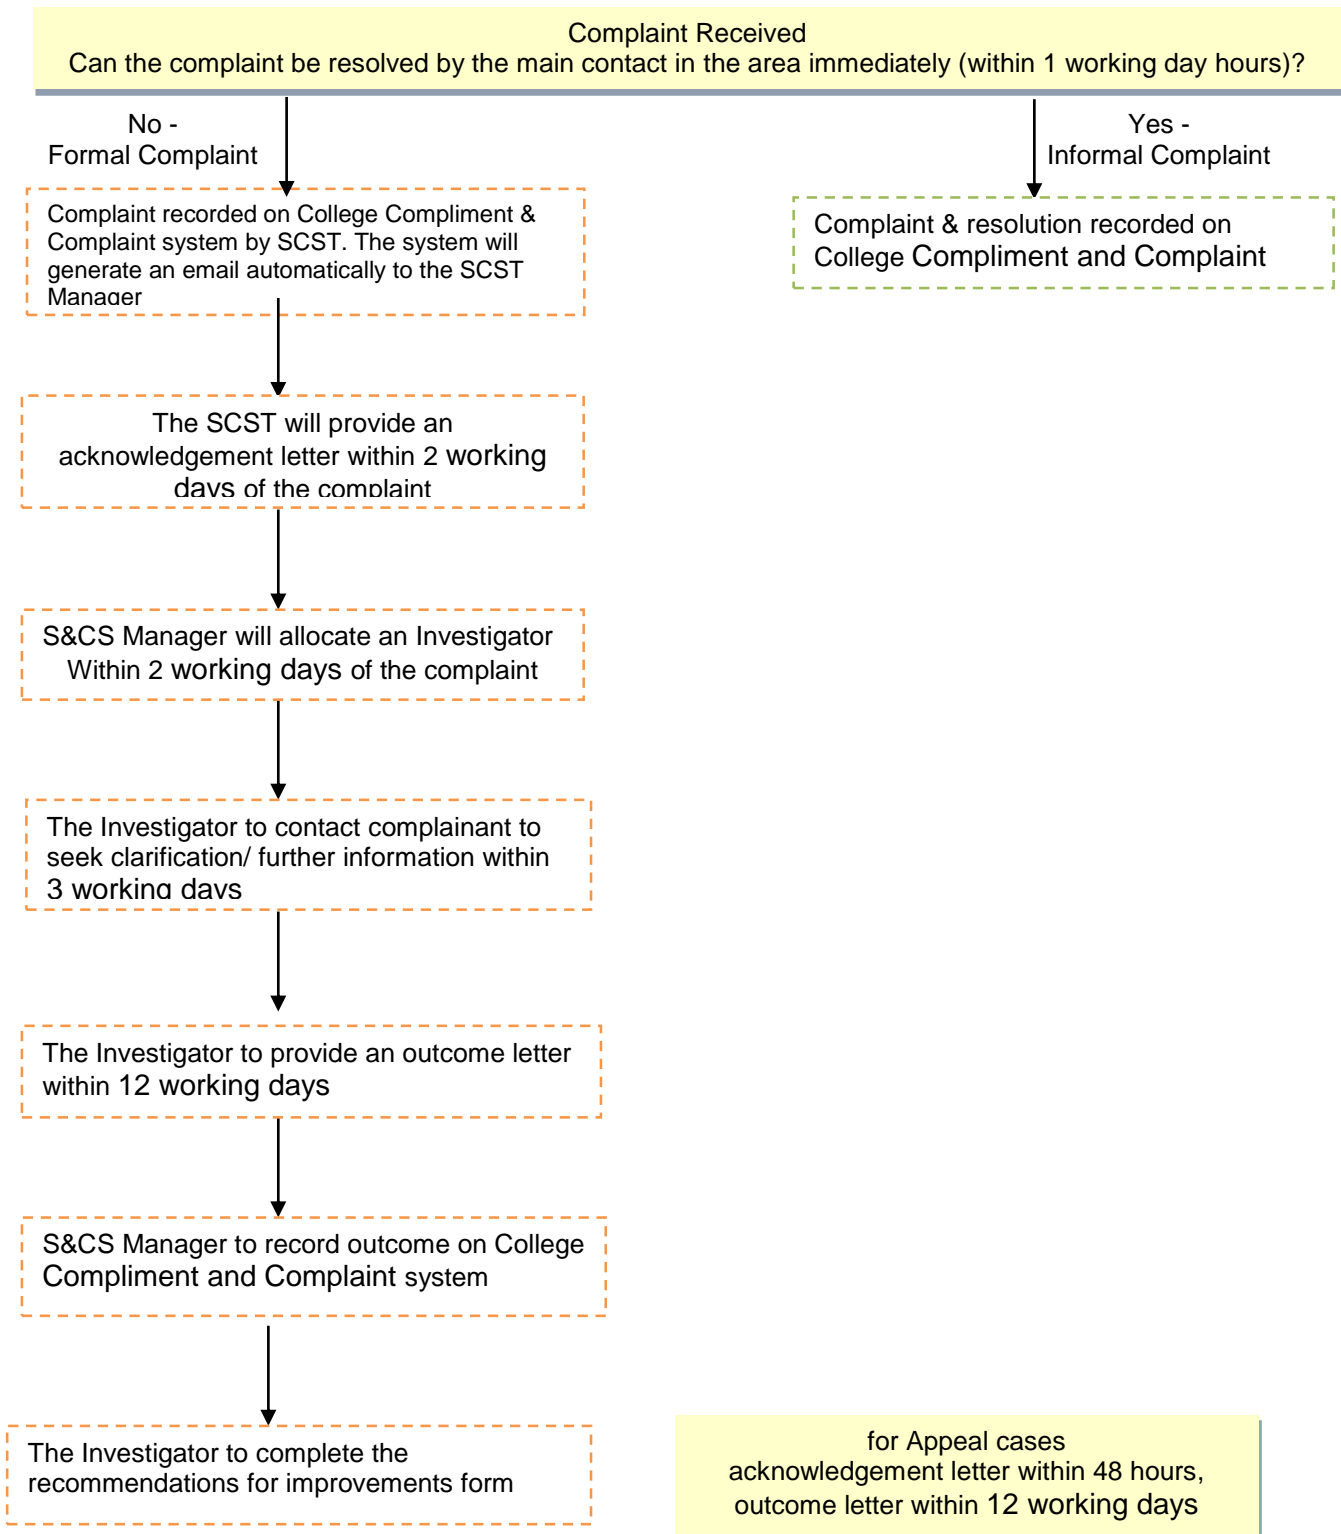 Complaint Received
Can the complaint be resolved by the main contact in the area immediately (within 1 working day hours)?
No -
Formal Complaint
Yes -
Informal Complaint
Complaint recorded on College Compliment &
Complaint system by SCST. The system will
generate an email automatically to the SCST
Manager
Complaint & resolution recorded on
College Compliment and Complaint
The SCST will provide an
acknowledgement letter within 2 working
days of the complaint
S&CS Manager will allocate an Investigator
Within 2 working days of the complaint
The Investigator to contact complainant to
seek clarification/ further information within
3 working days
The Investigator to provide an outcome letter
within 12 working days
S&CS Manager to record outcome on College
Compliment and Complaint system
The Investigator to complete the
recommendations for improvements form
for Appeal cases
acknowledgement letter within 48 hours,
outcome letter within 12 working days